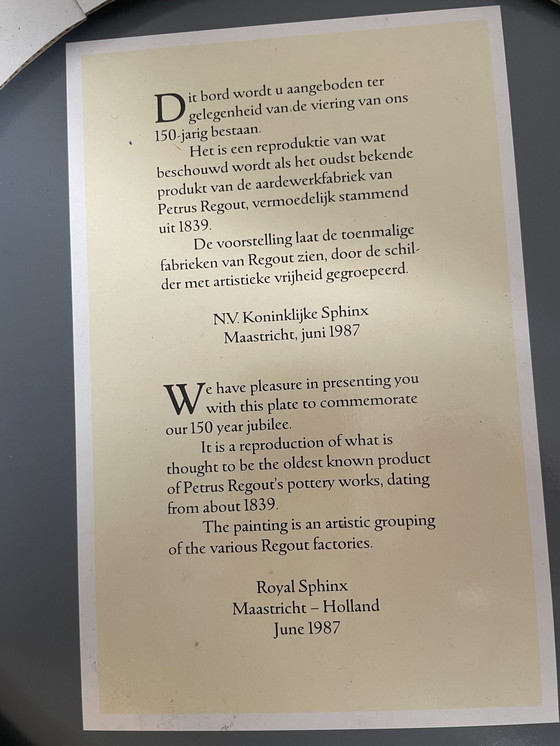 Dit bord wordt u aangeboden ter
gelegenheid van de viering van ons
150-jarig bestaan.
Het is een reproduktie van wat
beschouwd wordt als het oudst bekende
produkt van de aardewerkfabriek van
Petrus Regout, vermoedelijk stammend
uit 1839.
De voorstelling laat de toenmalige
fabrieken van Regout zien, door de schil-
der met artistieke vrijheid gegroepeerd.
NV. Koninklijke Sphinx
Maastricht, juni 1987
We have pleasure in presenting you
with this plate to commemorate
our 150 year jubilee.
It is a reproduction of what is
thought to be the oldest known product
of Petrus Regout's pottery works, dating
from about 1839.
The painting is an artistic grouping
of the various Regout factories.
Royal Sphinx
Maastricht – Holland
June 1987